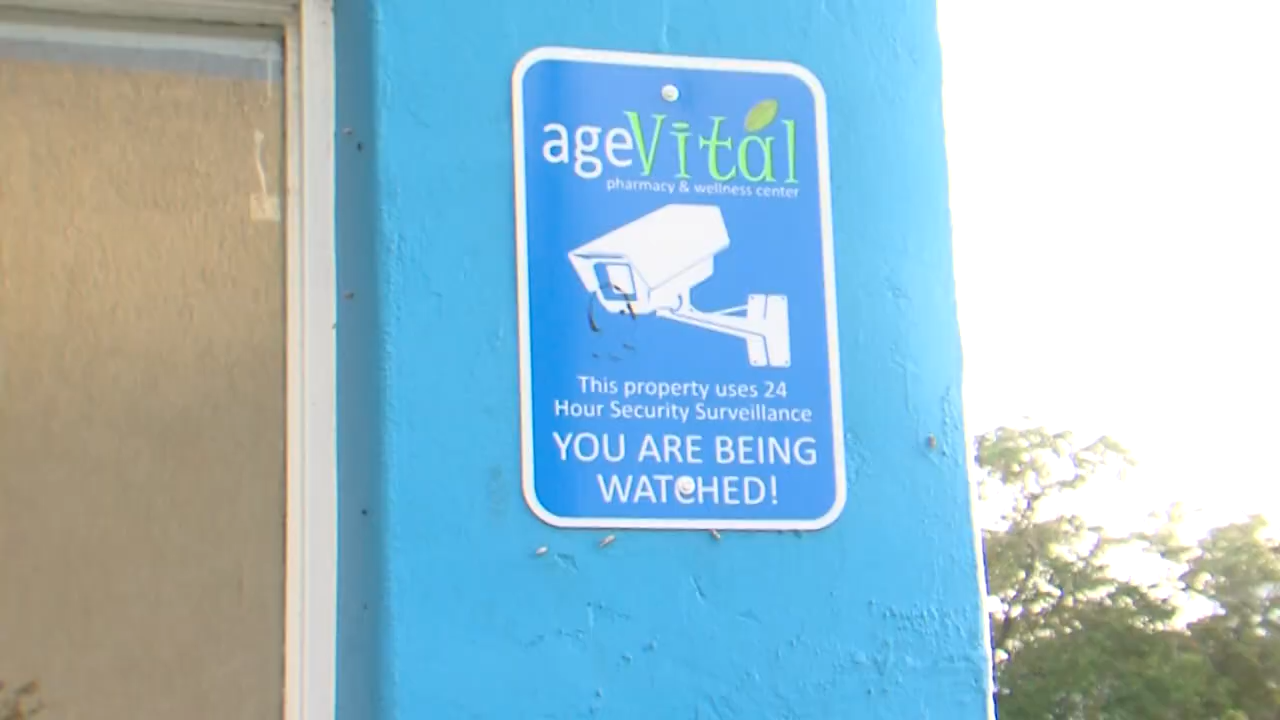 ageVital
pharmacy & wellness center
This property uses 24
Hour Security Surveillance
YOU ARE BEING
WATCHED!